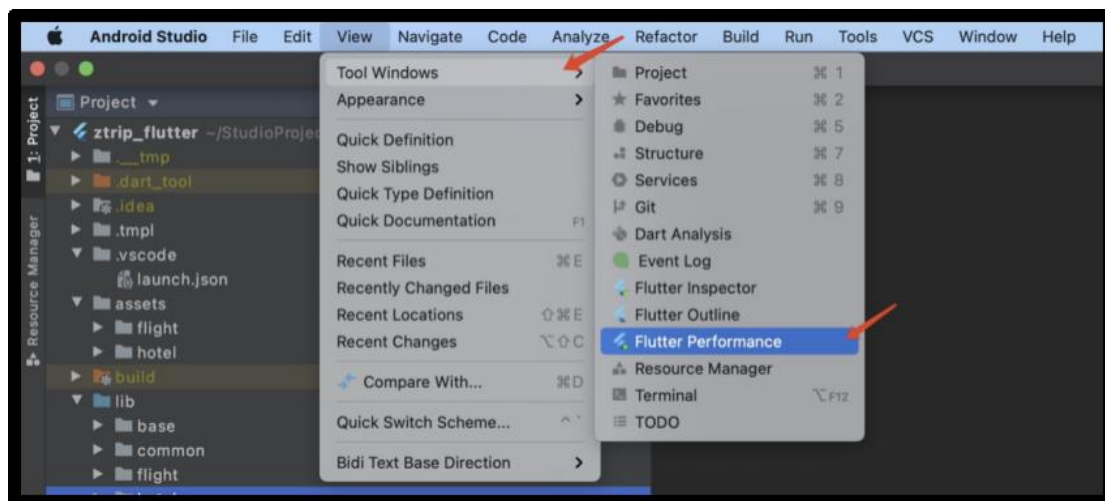 Android Studio File Edit View Navigate Code Analyze Refactor Build Run Tools VCS Window Help
Project
1: Project
Resource Manager
ztrip_flutter ~/StudioProjec
.__tmp
.dart_tool
.idea
.tmpl
.vscode
launch.json
assets
flight
hotel
build
lib
base
common
flight
Tool Windows
Appearance
Quick Definition
Show Siblings
Quick Type Definition
Quick Documentation F1
Recent Files ⌘E
Recently Changed Files
Recent Locations ⇧⌘E
Recent Changes ⌥⇧C
Compare With... ⌘D
Quick Switch Scheme... ^`
Bidi Text Base Direction
Project ⌘1
Favorites ⌘2
Debug ⌘5
Structure ⌘7
Services ⌘8
Git ⌘9
Dart Analysis
Event Log
Flutter Inspector
Flutter Outline
Flutter Performance
Resource Manager
Terminal ⌥F12
TODO